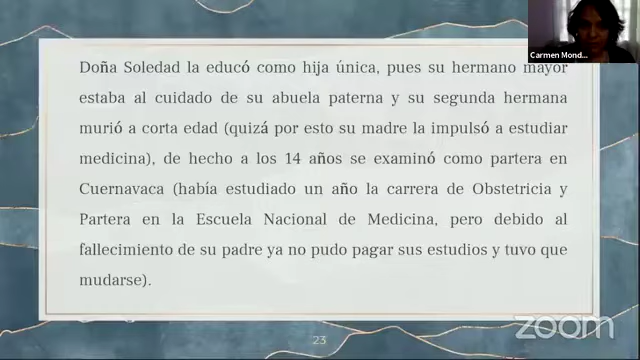 Carmen Mond...
Doña Soledad la educó como hija única, pues su hermano mayor
estaba al cuidado de su abuela paterna y su segunda hermana
murió a corta edad (quizá por esto su madre la impulsó a estudiar
medicina), de hecho a los 14 años se examinó como partera en
Cuernavaca (había estudiado un año la carrera de Obstetricia y
Partera en la Escuela Nacional de Medicina, pero debido al
fallecimiento de su padre ya no pudo pagar sus estudios y tuvo que
mudarse).
zoom
23